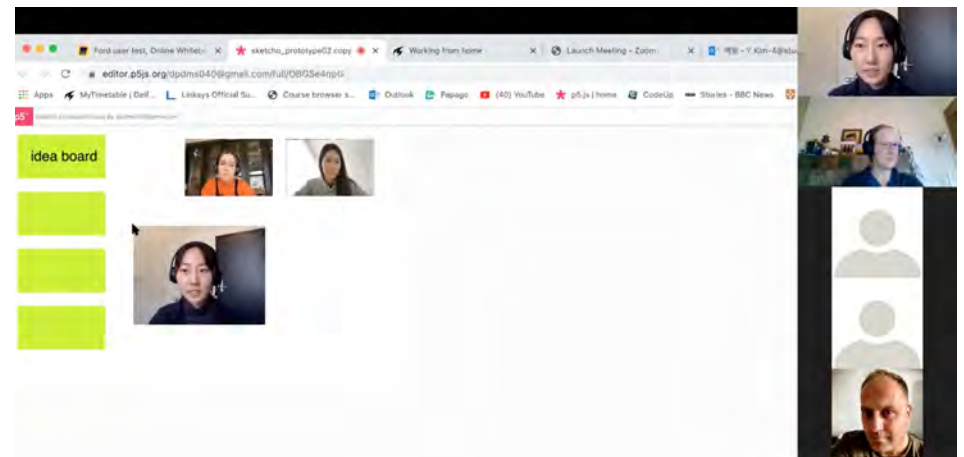 Ford user test, Online Whitebo
sketcho_prototype02 copy
Working from home
Launch Meeting - Zoom
editor.p5js.org/dpdms040@gmail.com/full/OBGSe4npG
Apps
MyTimetable | Delf...
Linksys Official Su...
Course browser s...
Outlook
Papago
(40) YouTube
p5.js | home
CodeUp
Stories - BBC News
p5*
idea board